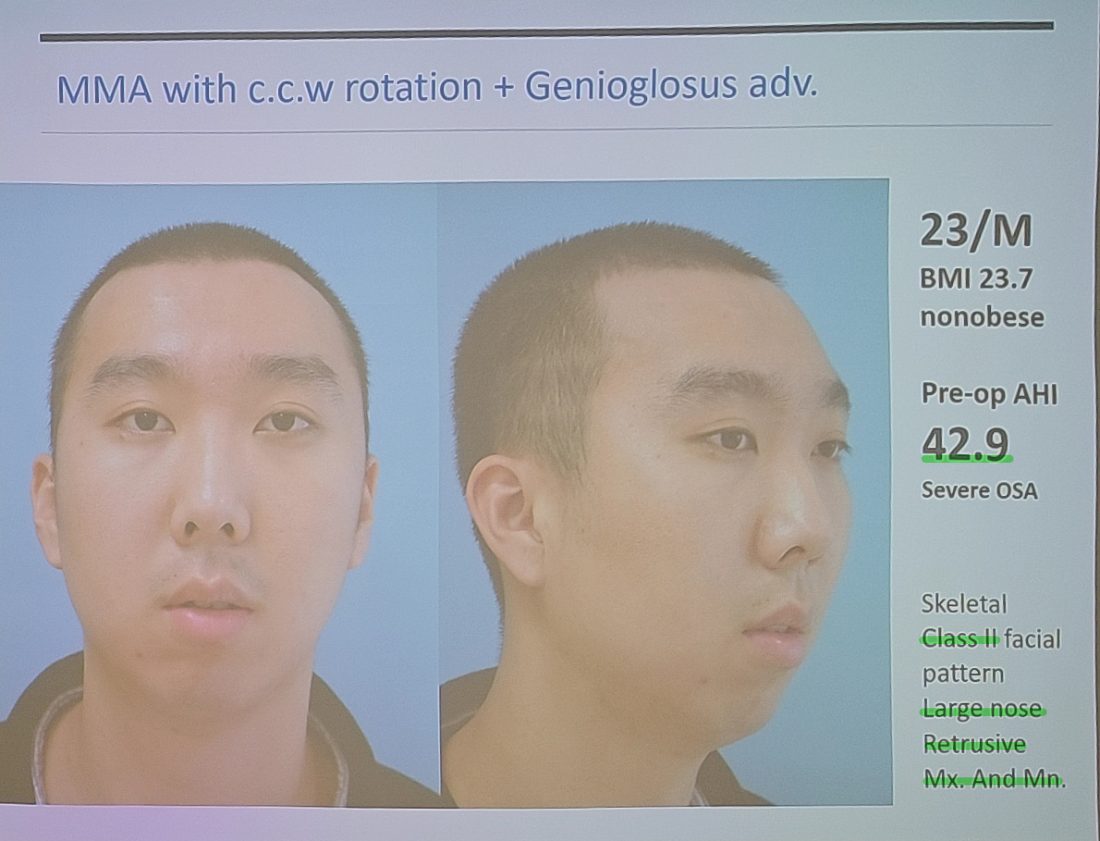 MMA with c.c.w rotation + Genioglosus adv.
23/M
BMI 23.7
nonobese
Pre-op AHI
42.9
Severe OSA
Skeletal
Class II facial
pattern
Large nose
Retrusive
Mx. And Mn.